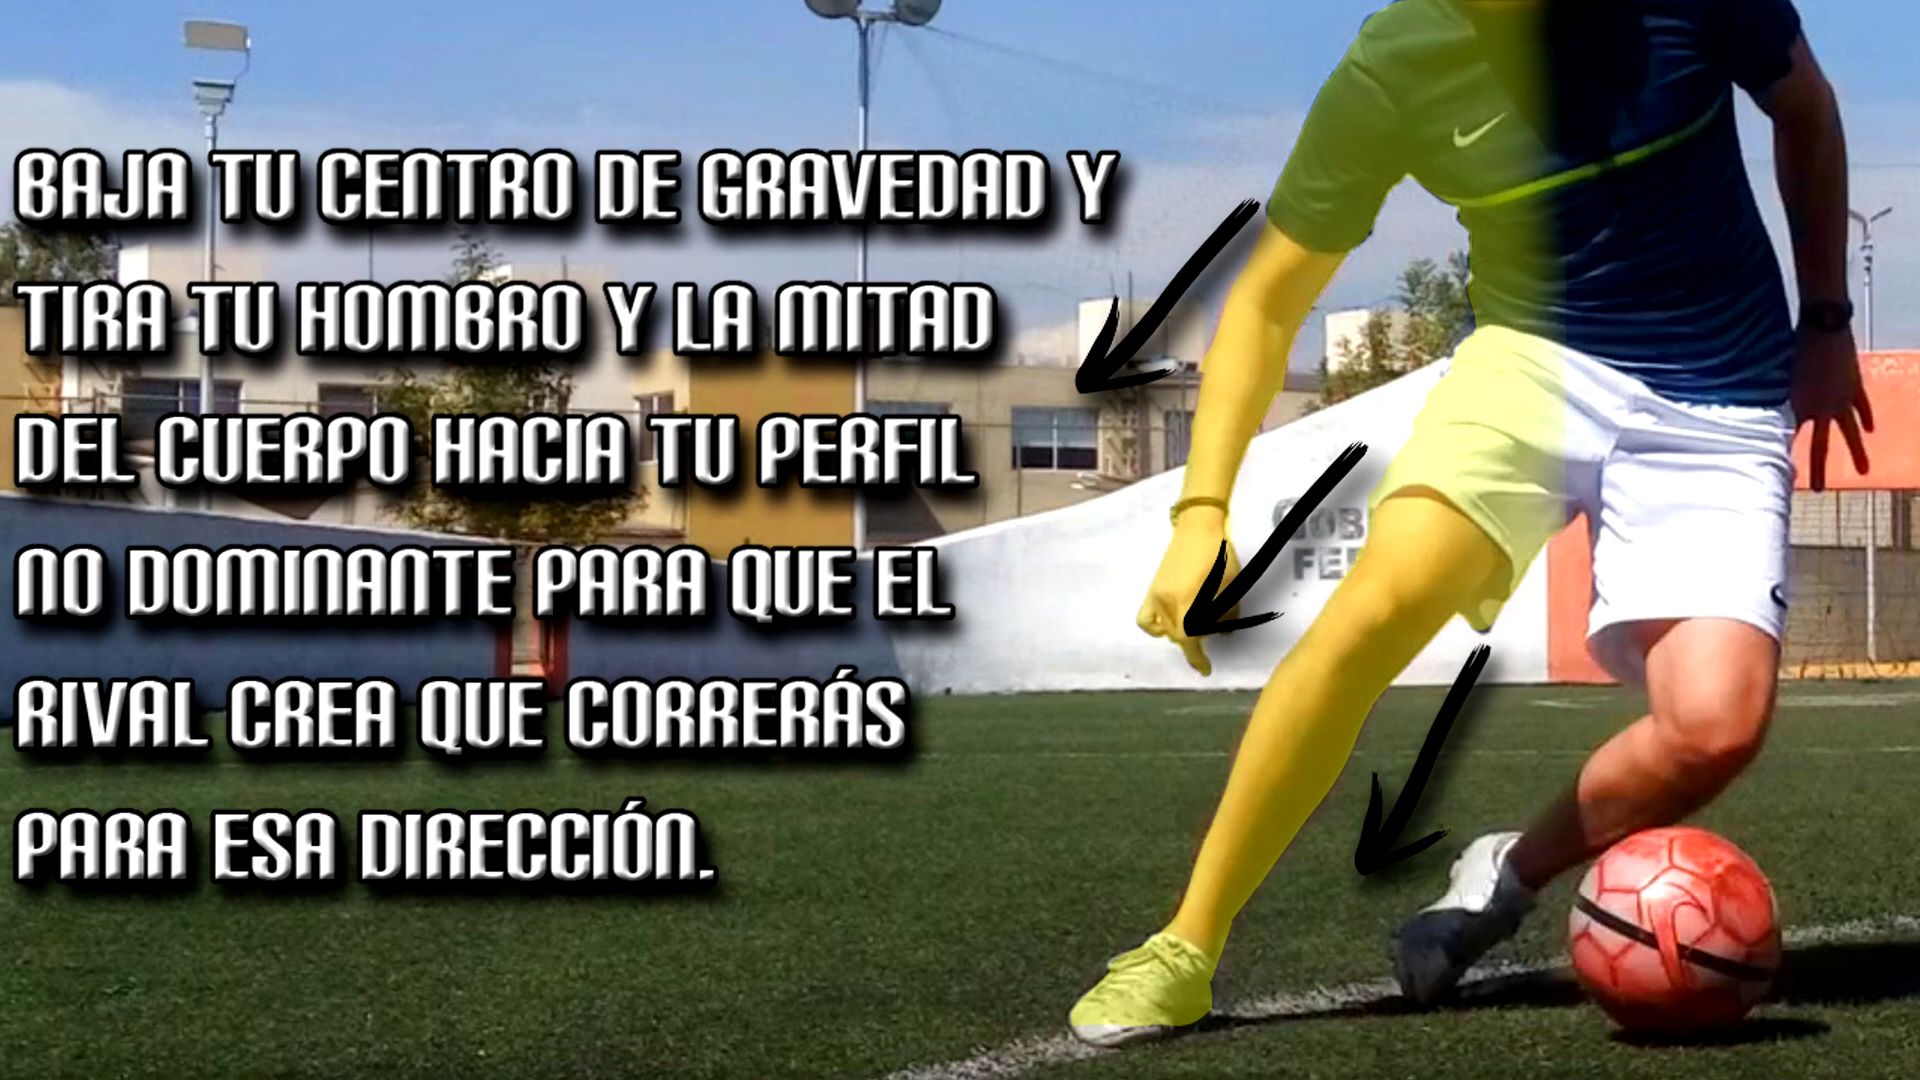 BAJA TU CENTRO DE GRAVEDAD Y
TIRA TU HOMBRO Y LA MITAD
DEL CUERPO HACIA TU PERFIL
NO DOMINANTE PARA QUE EL
RIVAL CREA QUE CORRERÁS
PARA ESA DIRECCIÓN.